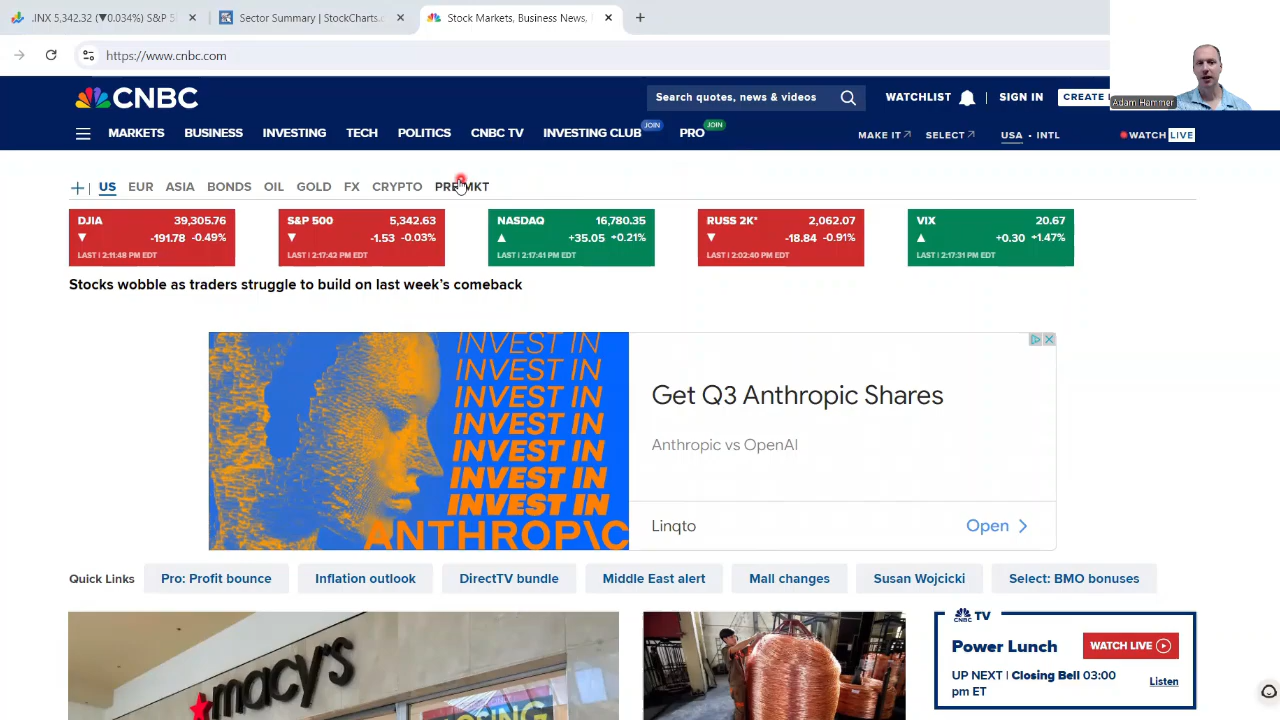 .INX 5,342.32 (▼0.034%) S&P 5
Sector Summary | StockCharts.c
Stock Markets, Business News,
https://www.cnbc.com
Adam Hammer
CNBC
Search quotes, news & videos
WATCHLIST
SIGN IN
CREATE
MARKETS
BUSINESS
INVESTING
TECH
POLITICS
CNBC TV
INVESTING CLUB
JOIN
PRO
JOIN
MAKE IT
SELECT
USA • INTL
WATCH LIVE
US EUR ASIA BONDS OIL GOLD FX CRYPTO PRE-MKT
DJIA 39,305.76
▼ -191.78 -0.49%
LAST | 2:11:48 PM EDT
S&P 500 5,342.63
▼ -1.53 -0.03%
LAST | 2:17:42 PM EDT
NASDAQ 16,780.35
▲ +35.05 +0.21%
LAST | 2:17:41 PM EDT
RUSS 2K* 2,062.07
▼ -18.84 -0.91%
LAST | 2:02:40 PM EDT
VIX 20.67
▲ +0.30 +1.47%
LAST | 2:17:31 PM EDT
Stocks wobble as traders struggle to build on last week's comeback
INVEST IN
INVEST IN
INVEST IN
INVEST IN
INVEST IN
INVEST IN
INVEST IN
ANTHROP\C
Get Q3 Anthropic Shares
Anthropic vs OpenAI
Linqto
Open
Quick Links
Pro: Profit bounce
Inflation outlook
DirectTV bundle
Middle East alert
Mall changes
Susan Wojcicki
Select: BMO bonuses
macy's
CLOSING
CNBC TV
Power Lunch
WATCH LIVE
UP NEXT | Closing Bell 03:00
pm ET
Listen